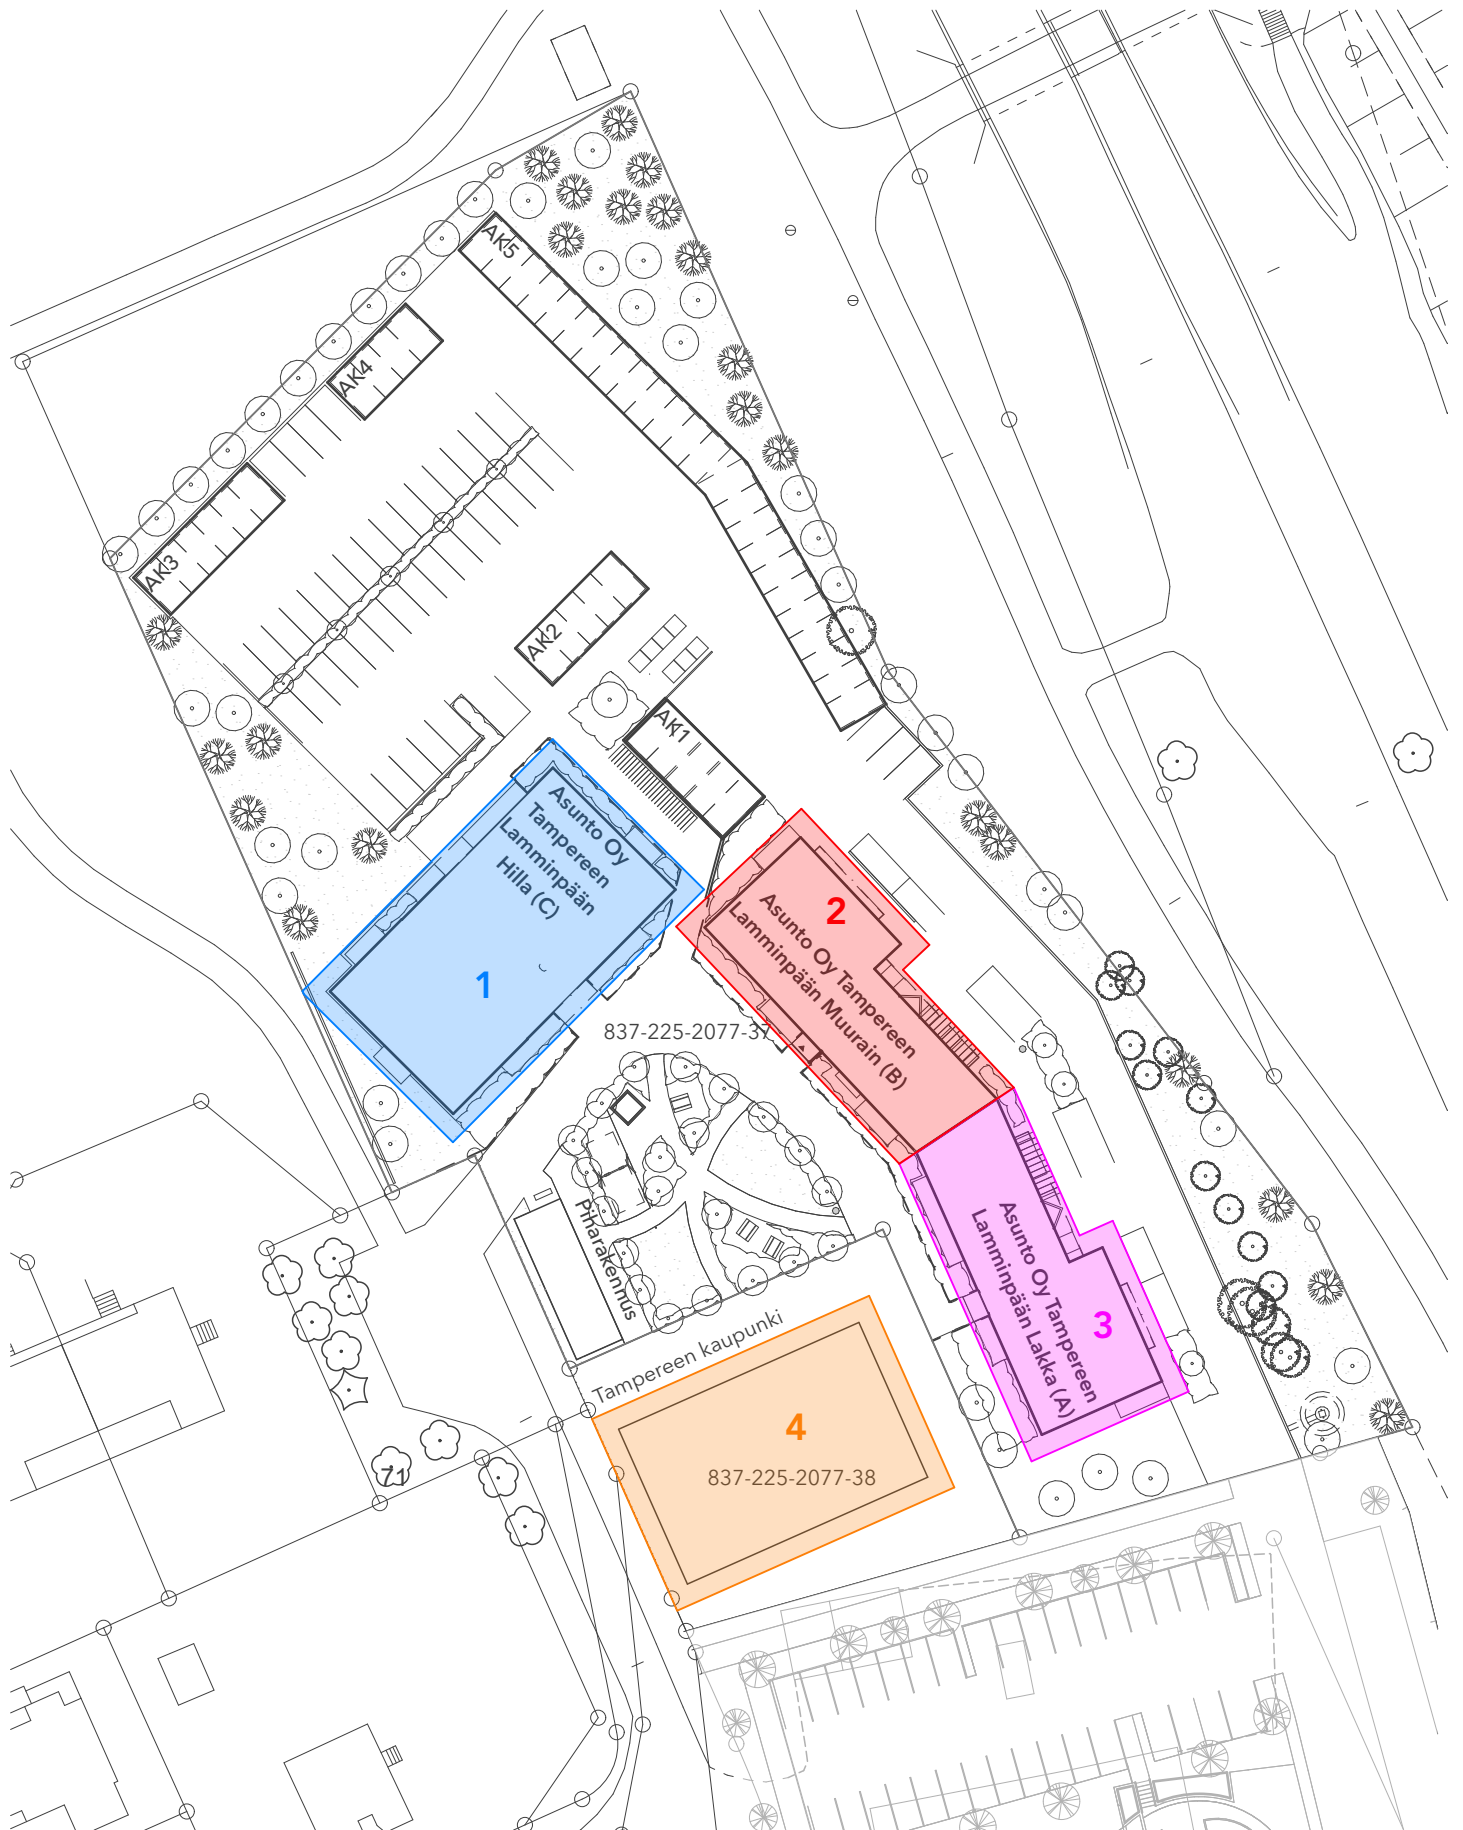 AK5
AK4
AK3
AK2
AK1
Asunto Oy
Tampereen
Lamminpään
Hilla (C)
1
2
Asunto Oy Tampereen
Lamminpään Muurain (B)
837-225-2077-37
Piharakennus
Asunto Oy Tampereen
Lamminpään Lakka (A)
3
Tampereen kaupunki
4
837-225-2077-38
71